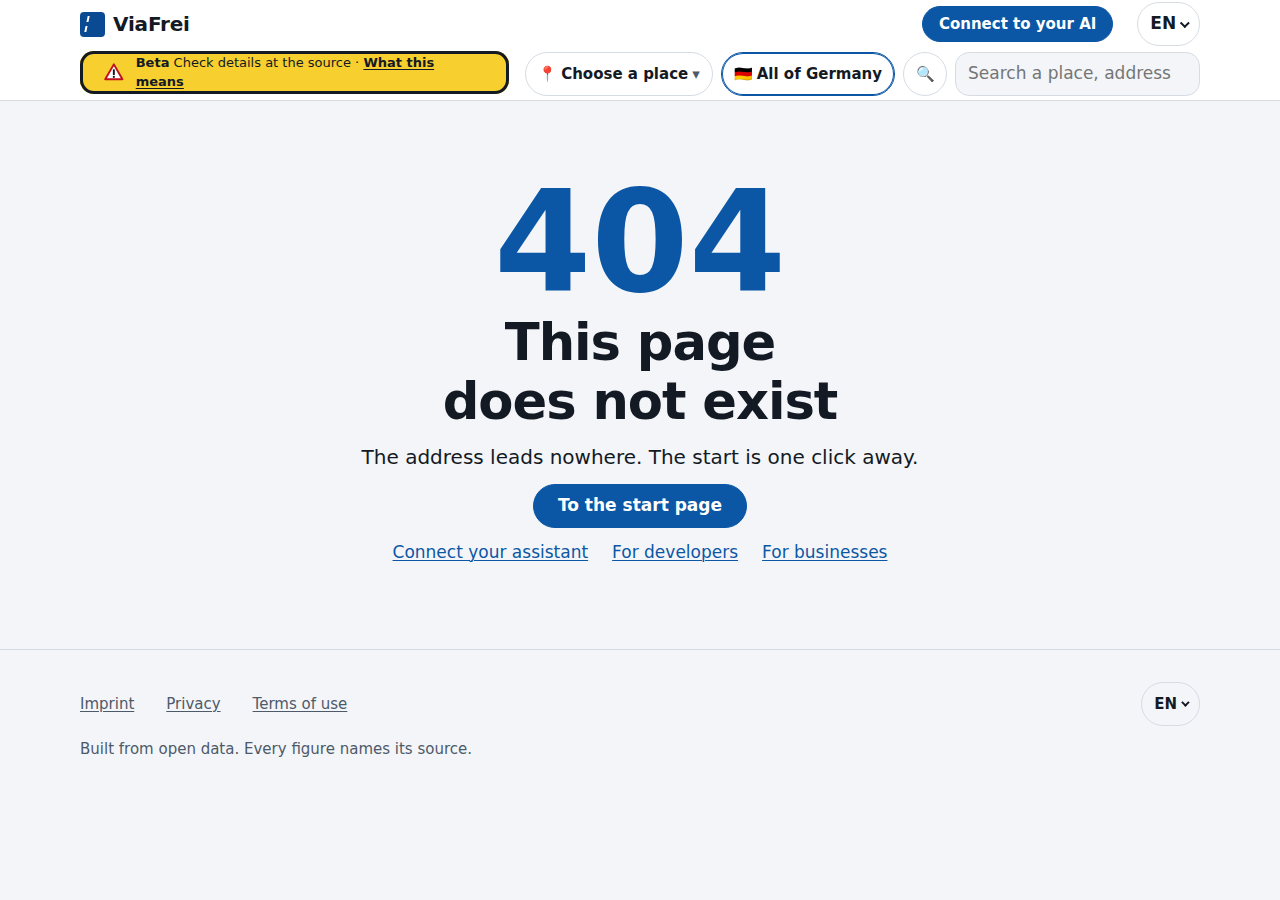 ViaFrei
Connect to your AI
EN
Beta Check details at the source · What this
means
Choose a place
All of Germany
Search a place, address
404
This page
does not exist
The address leads nowhere. The start is one click away.
To the start page
Connect your assistant For developers For businesses
Imprint Privacy Terms of use
EN
Built from open data. Every figure names its source.